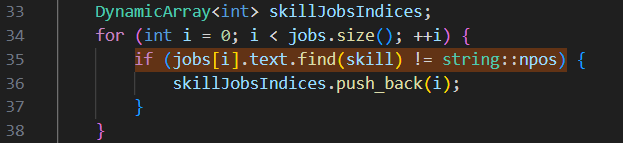 33 DynamicArray<int> skillJobsIndices;
34 for (int i = 0; i < jobs.size(); ++i) {
35 if (jobs[i].text.find(skill) != string::npos) {
36 skillJobsIndices.push_back(i);
37 }
38 }